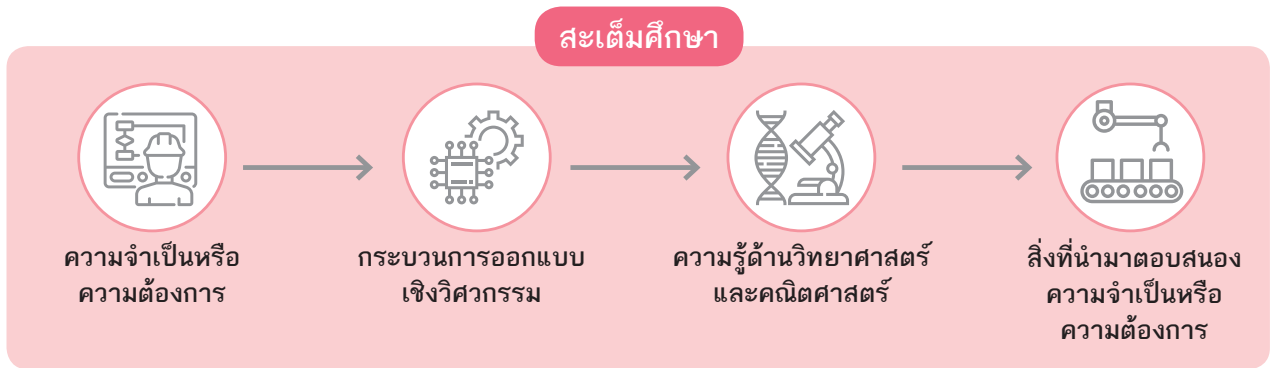 สะเต็มศึกษา
ความจำเป็นหรือ
ความต้องการ
กระบวนการออกแบบ
เชิงวิศวกรรม
ความรู้ด้านวิทยาศาสตร์
และคณิตศาสตร์
สิ่งที่นำมาตอบสนอง
ความจำเป็นหรือ
ความต้องการ